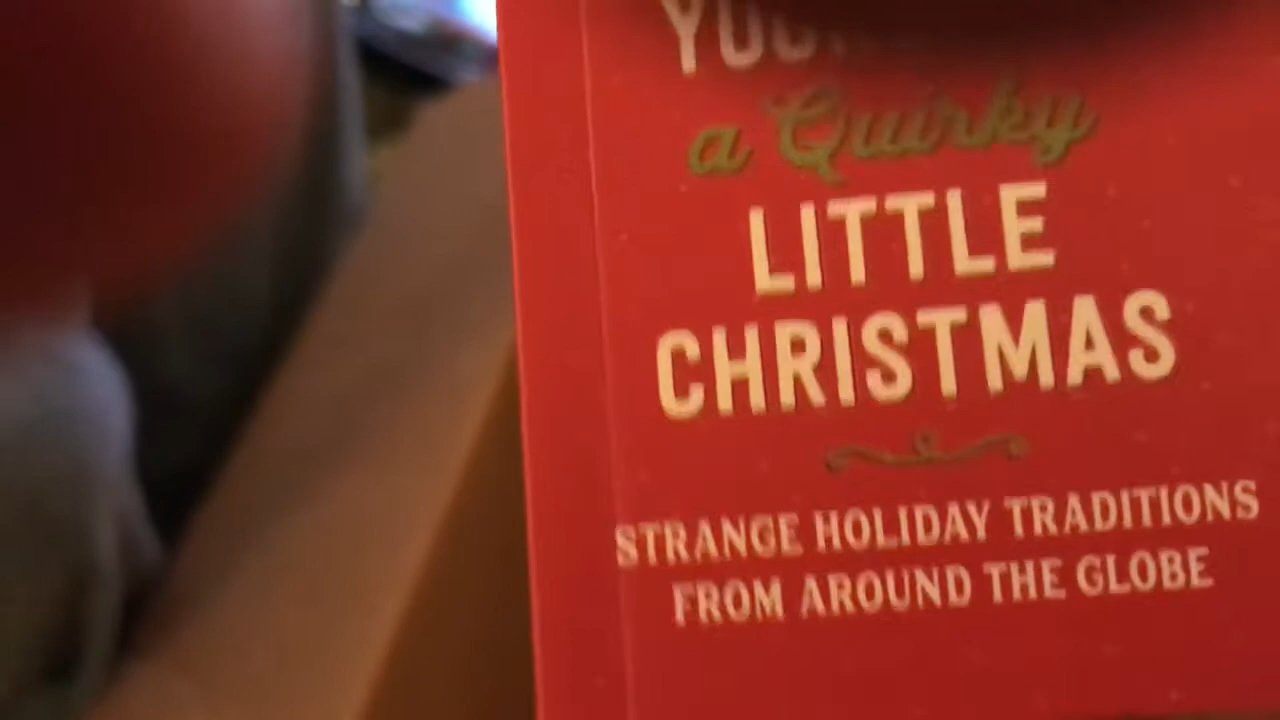 a Quirky
LITTLE
CHRISTMAS
STRANGE HOLIDAY TRADITIONS
FROM AROUND THE GLOBE